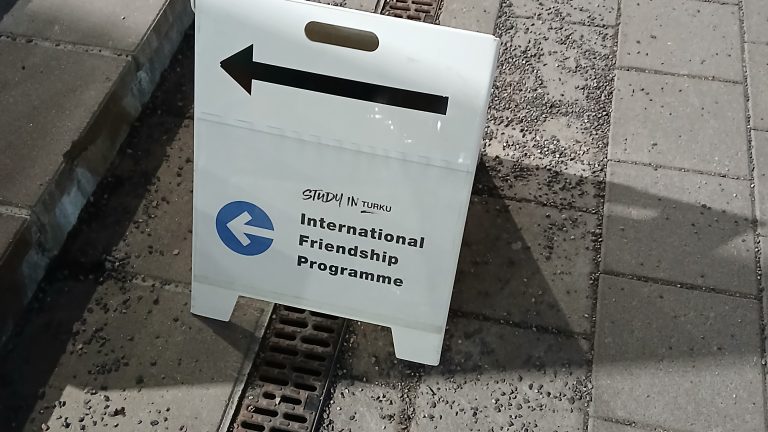 STUDY IN TURKU
International
Friendship
Programme